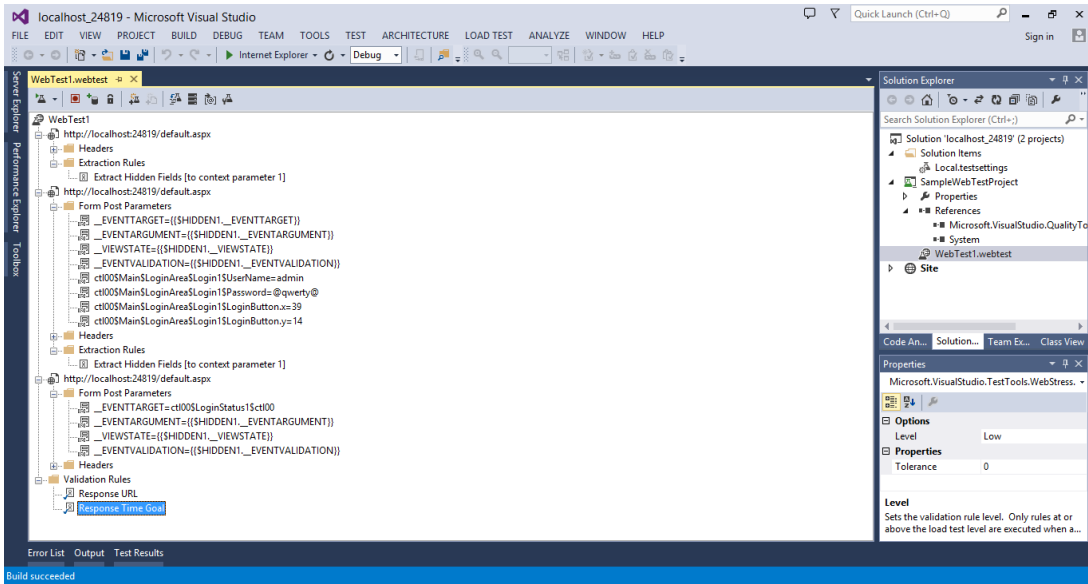 localhost_24819 - Microsoft Visual Studio
Quick Launch (Ctrl+Q)
FILE EDIT VIEW PROJECT BUILD DEBUG TEAM TOOLS TEST ARCHITECTURE LOAD TEST ANALYZE WINDOW HELP
Sign in
Internet Explorer
Debug
Server Explorer
Performance Explorer
Toolbox
WebTest1.webtest
WebTest1
http://localhost:24819/default.aspx
Headers
Extraction Rules
Extract Hidden Fields [to context parameter 1]
http://localhost:24819/default.aspx
Form Post Parameters
__EVENTTARGET={{$HIDDEN1.__EVENTTARGET}}
__EVENTARGUMENT={{$HIDDEN1.__EVENTARGUMENT}}
__VIEWSTATE={{$HIDDEN1.__VIEWSTATE}}
__EVENTVALIDATION={{$HIDDEN1.__EVENTVALIDATION}}
ctl00$Main$LoginArea$Login1$UserName=admin
ctl00$Main$LoginArea$Login1$Password=@qwerty@
ctl00$Main$LoginArea$Login1$LoginButton.x=39
ctl00$Main$LoginArea$Login1$LoginButton.y=14
Headers
Extraction Rules
Extract Hidden Fields [to context parameter 1]
http://localhost:24819/default.aspx
Form Post Parameters
__EVENTTARGET=ctl00$LoginStatus1$ctl00
__EVENTARGUMENT={{$HIDDEN1.__EVENTARGUMENT}}
__VIEWSTATE={{$HIDDEN1.__VIEWSTATE}}
__EVENTVALIDATION={{$HIDDEN1.__EVENTVALIDATION}}
Headers
Validation Rules
Response URL
Response Time Goal
Solution Explorer
Search Solution Explorer (Ctrl+;)
Solution 'localhost_24819' (2 projects)
Solution Items
Local.testsettings
SampleWebTestProject
Properties
References
Microsoft.VisualStudio.QualityTo
System
WebTest1.webtest
Site
Code An... Solution... Team Ex... Class View
Properties
Microsoft.VisualStudio.TestTools.WebStress.
Options
Level Low
Properties
Tolerance 0
Level
Sets the validation rule level. Only rules at or
above the load test level are executed when a...
Error List Output Test Results
Build succeeded